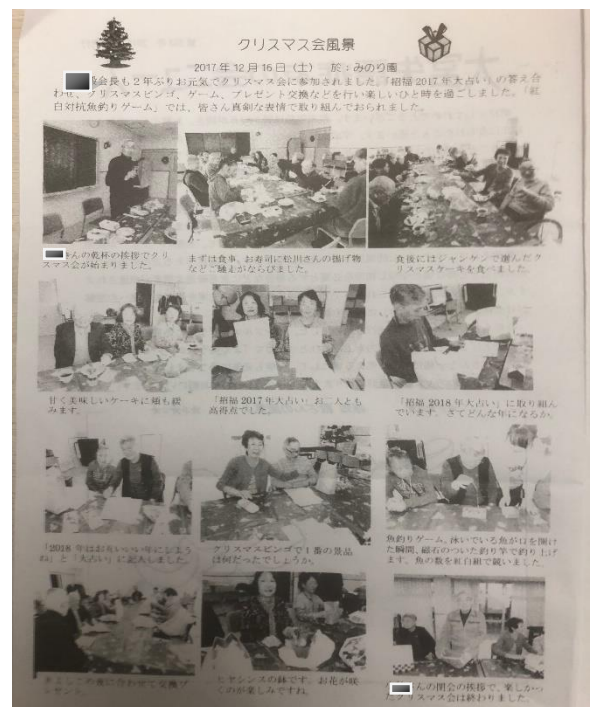 クリスマス会風景
2017年12月16日（土） 於：みのり園
会長も2年ぶりお元気でクリスマス会に参加されました。「招福2017年大占い」の答え合
わせ、クリスマスビンゴ、ゲーム、プレゼント交換などを行い楽しいひと時を過ごしました。「紅
白対抗魚釣りゲーム」では、皆さん真剣な表情で取り組んでおられました。
さんの乾杯の挨拶でクリ
スマス会が始まりました。
まずは食事、お寿司に松川さんの揚げ物
などご馳走がならびました。
食後にはジャンケンで選んだク
リスマスケーキを食べました。
甘く美味しいケーキに頬も緩
みます。
「招福2017年大占い」お二人とも
高得点でした。
「招福2018年大占い」に取り組ん
でいます。さてどんな年になるか。
「2018年はお互いいい年にしよう
ね」と「大占い」に記入しました。
クリスマスビンゴで1番の景品
は何だったでしょうか。
魚釣りゲーム。泳いでいる魚が口を開け
た瞬間、磁石のついた釣り竿で釣り上げ
ます。魚の数を紅白組で競いました。
に合わせて交換プ
レゼント。
ヒヤシンスの鉢です。お花が咲
くのが楽しみですね。
さんの閉会の挨拶で、楽しかっ
たクリスマス会は終わりました。